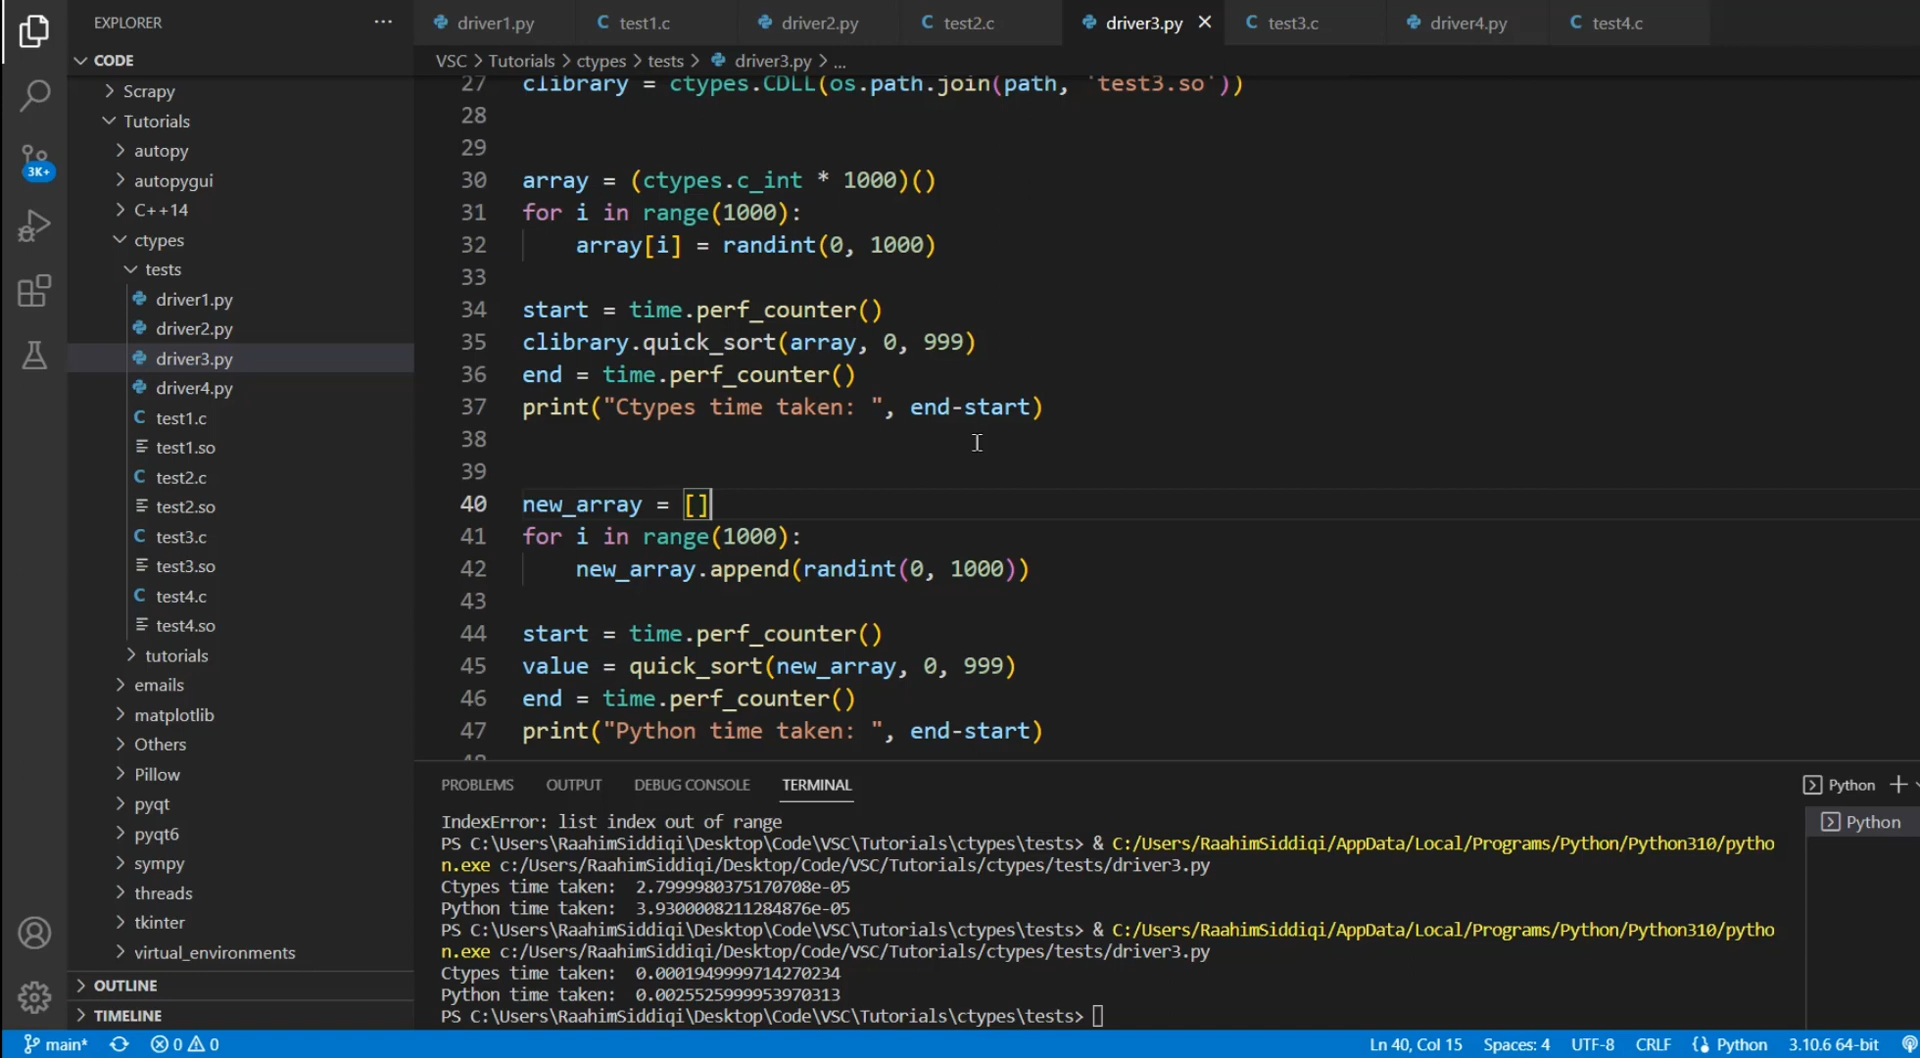 EXPLORER ...
driver1.py
test1.c
driver2.py
test2.c
driver3.py
test3.c
driver4.py
test4.c
CODE
VSC > Tutorials > ctypes > tests > driver3.py > ...
Scrapy
Tutorials
autopy
3K+
autopygui
C++14
ctypes
tests
driver1.py
driver2.py
driver3.py
driver4.py
test1.c
test1.so
test2.c
test2.so
test3.c
test3.so
test4.c
test4.so
tutorials
emails
matplotlib
Others
Pillow
pyqt
pyqt6
sympy
threads
tkinter
virtual_environments
OUTLINE
TIMELINE
27 clibrary = ctypes.CDLL(os.path.join(path, 'test3.so'))
28
29
30 array = (ctypes.c_int * 1000)()
31 for i in range(1000):
32 array[i] = randint(0, 1000)
33
34 start = time.perf_counter()
35 clibrary.quick_sort(array, 0, 999)
36 end = time.perf_counter()
37 print("Ctypes time taken: ", end-start)
38
39
40 new_array = []
41 for i in range(1000):
42 new_array.append(randint(0, 1000))
43
44 start = time.perf_counter()
45 value = quick_sort(new_array, 0, 999)
46 end = time.perf_counter()
47 print("Python time taken: ", end-start)
PROBLEMS OUTPUT DEBUG CONSOLE TERMINAL
Python
Python
IndexError: list index out of range
PS C:\Users\RaahimSiddiqi\Desktop\Code\VSC\Tutorials\ctypes\tests> & C:/Users/RaahimSiddiqi/AppData/Local/Programs/Python/Python310/pytho
n.exe c:/Users/RaahimSiddiqi/Desktop/Code/VSC/Tutorials/ctypes/tests/driver3.py
Ctypes time taken:  2.7999980375170708e-05
Python time taken:  3.9300008211284876e-05
PS C:\Users\RaahimSiddiqi\Desktop\Code\VSC\Tutorials\ctypes\tests> & C:/Users/RaahimSiddiqi/AppData/Local/Programs/Python/Python310/pytho
n.exe c:/Users/RaahimSiddiqi/Desktop/Code/VSC/Tutorials/ctypes/tests/driver3.py
Ctypes time taken:  0.0001949999714270234
Python time taken:  0.0025525999953970313
PS C:\Users\RaahimSiddiqi\Desktop\Code\VSC\Tutorials\ctypes\tests>
main* 0 0 Ln 40, Col 15 Spaces: 4 UTF-8 CRLF Python 3.10.6 64-bit